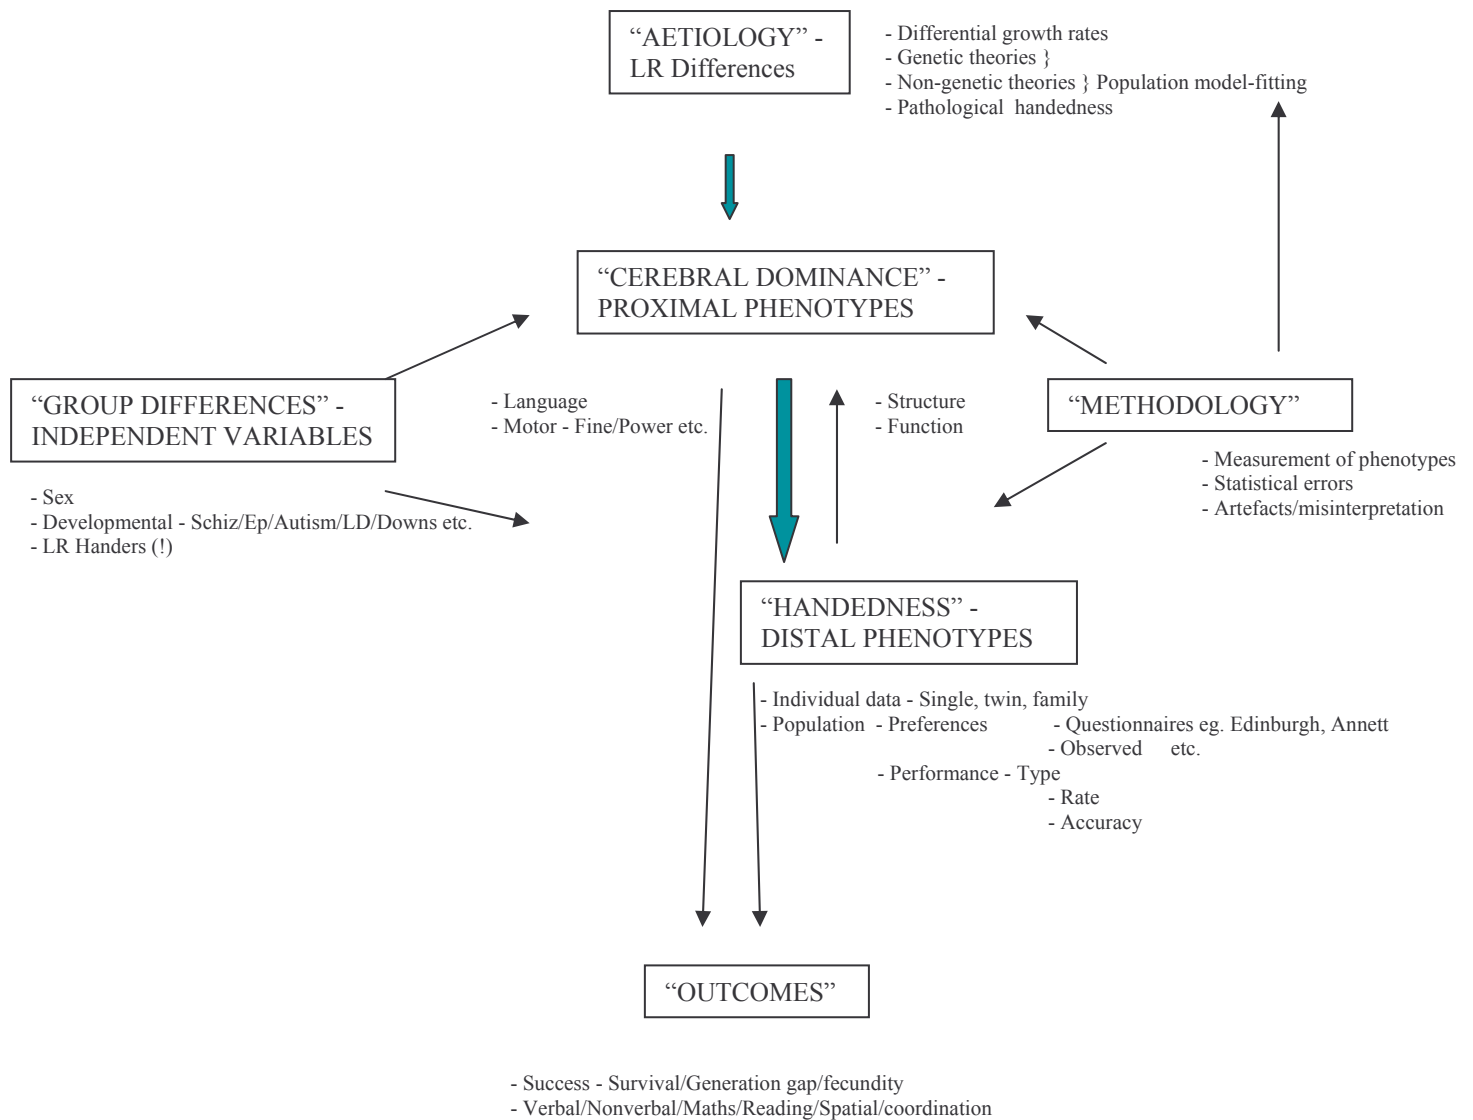 “AETIOLOGY” -
LR Differences
- Differential growth rates
- Genetic theories }
- Non-genetic theories } Population model-fitting
- Pathological handedness
“CEREBRAL DOMINANCE” -
PROXIMAL PHENOTYPES
“GROUP DIFFERENCES” -
INDEPENDENT VARIABLES
- Sex
- Developmental - Schiz/Ep/Autism/LD/Downs etc.
- LR Handers (!)
- Language
- Motor - Fine/Power etc.
- Structure
- Function
“METHODOLOGY”
- Measurement of phenotypes
- Statistical errors
- Artefacts/misinterpretation
“HANDEDNESS” -
DISTAL PHENOTYPES
- Individual data - Single, twin, family
- Population - Preferences - Questionnaires eg. Edinburgh, Annett
- Observed etc.
- Performance - Type
- Rate
- Accuracy
“OUTCOMES”
- Success - Survival/Generation gap/fecundity
- Verbal/Nonverbal/Maths/Reading/Spatial/coordination